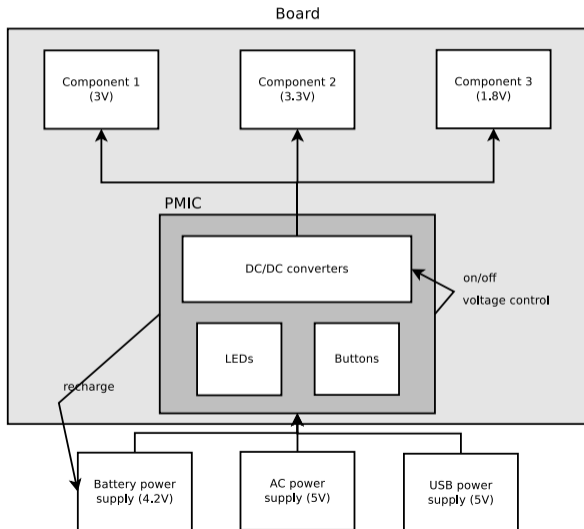 Board
Component 1
(3V)
Component 2
(3.3V)
Component 3
(1.8V)
PMIC
DC/DC converters
on/off
voltage control
LEDs
Buttons
recharge
Battery power
supply (4.2V)
AC power
supply (5V)
USB power
supply (5V)